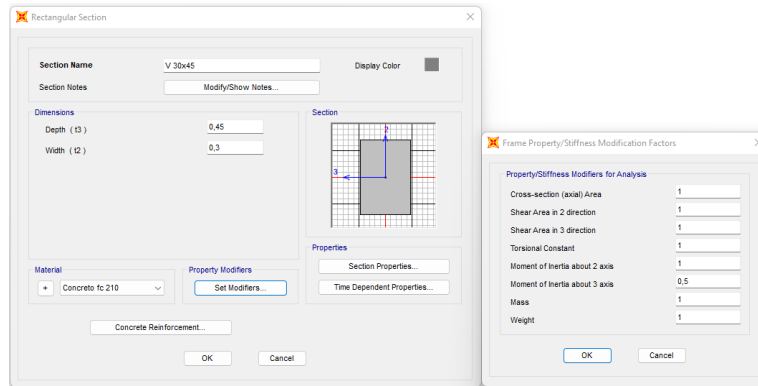 Rectangular Section
Section Name V 30x45 Display Color
Section Notes Modify/Show Notes...
Dimensions
Depth ( t3 ) 0,45
Width ( t2 ) 0,3
Section
2
3
Properties
Section Properties...
Time Dependent Properties...
Material
+ Concreto fc 210
Property Modifiers
Set Modifiers...
Concrete Reinforcement...
OK Cancel
Frame Property/Stiffness Modification Factors
Property/Stiffness Modifiers for Analysis
Cross-section (axial) Area 1
Shear Area in 2 direction 1
Shear Area in 3 direction 1
Torsional Constant 1
Moment of Inertia about 2 axis 1
Moment of Inertia about 3 axis 0,5
Mass 1
Weight 1
OK Cancel